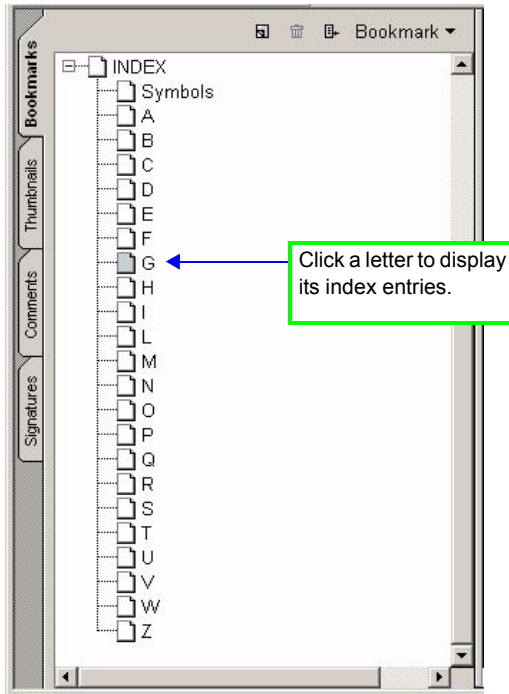 Bookmark
Bookmarks
Thumbnails
Comments
Signatures
INDEX
Symbols
A
B
C
D
E
F
G
H
I
L
M
N
O
P
Q
R
S
T
U
V
W
Z
Click a letter to display
its index entries.